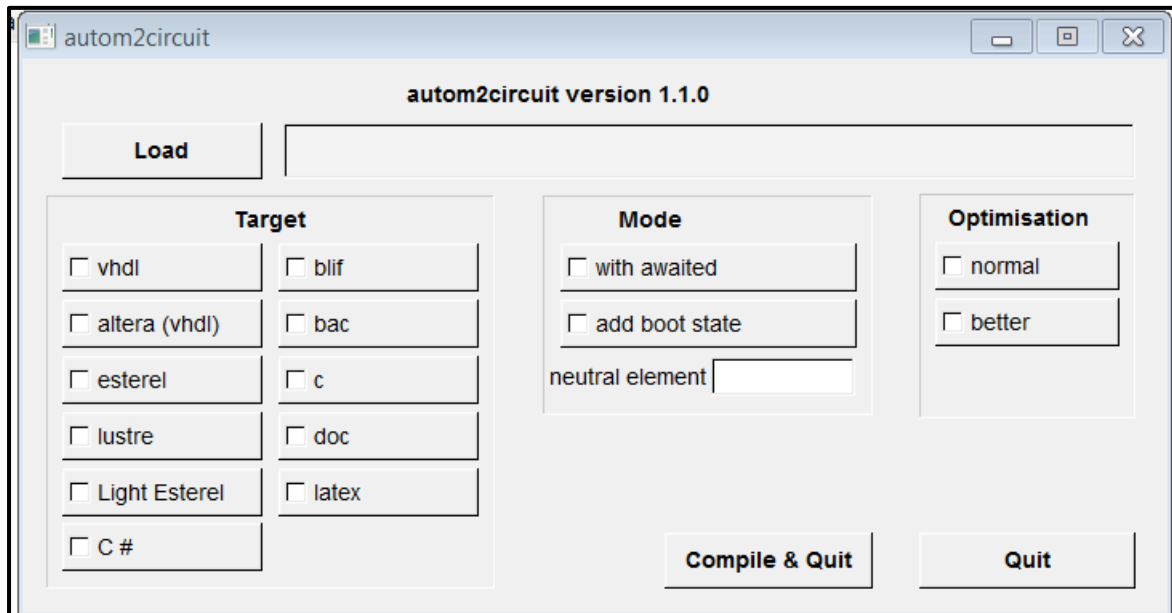 autom2circuit
autom2circuit version 1.1.0
Load
Target
vhdl
blif
altera (vhdl)
bac
esterel
c
lustre
doc
Light Esterel
latex
C #
Mode
with awaited
add boot state
neutral element
Optimisation
normal
better
Compile & Quit
Quit